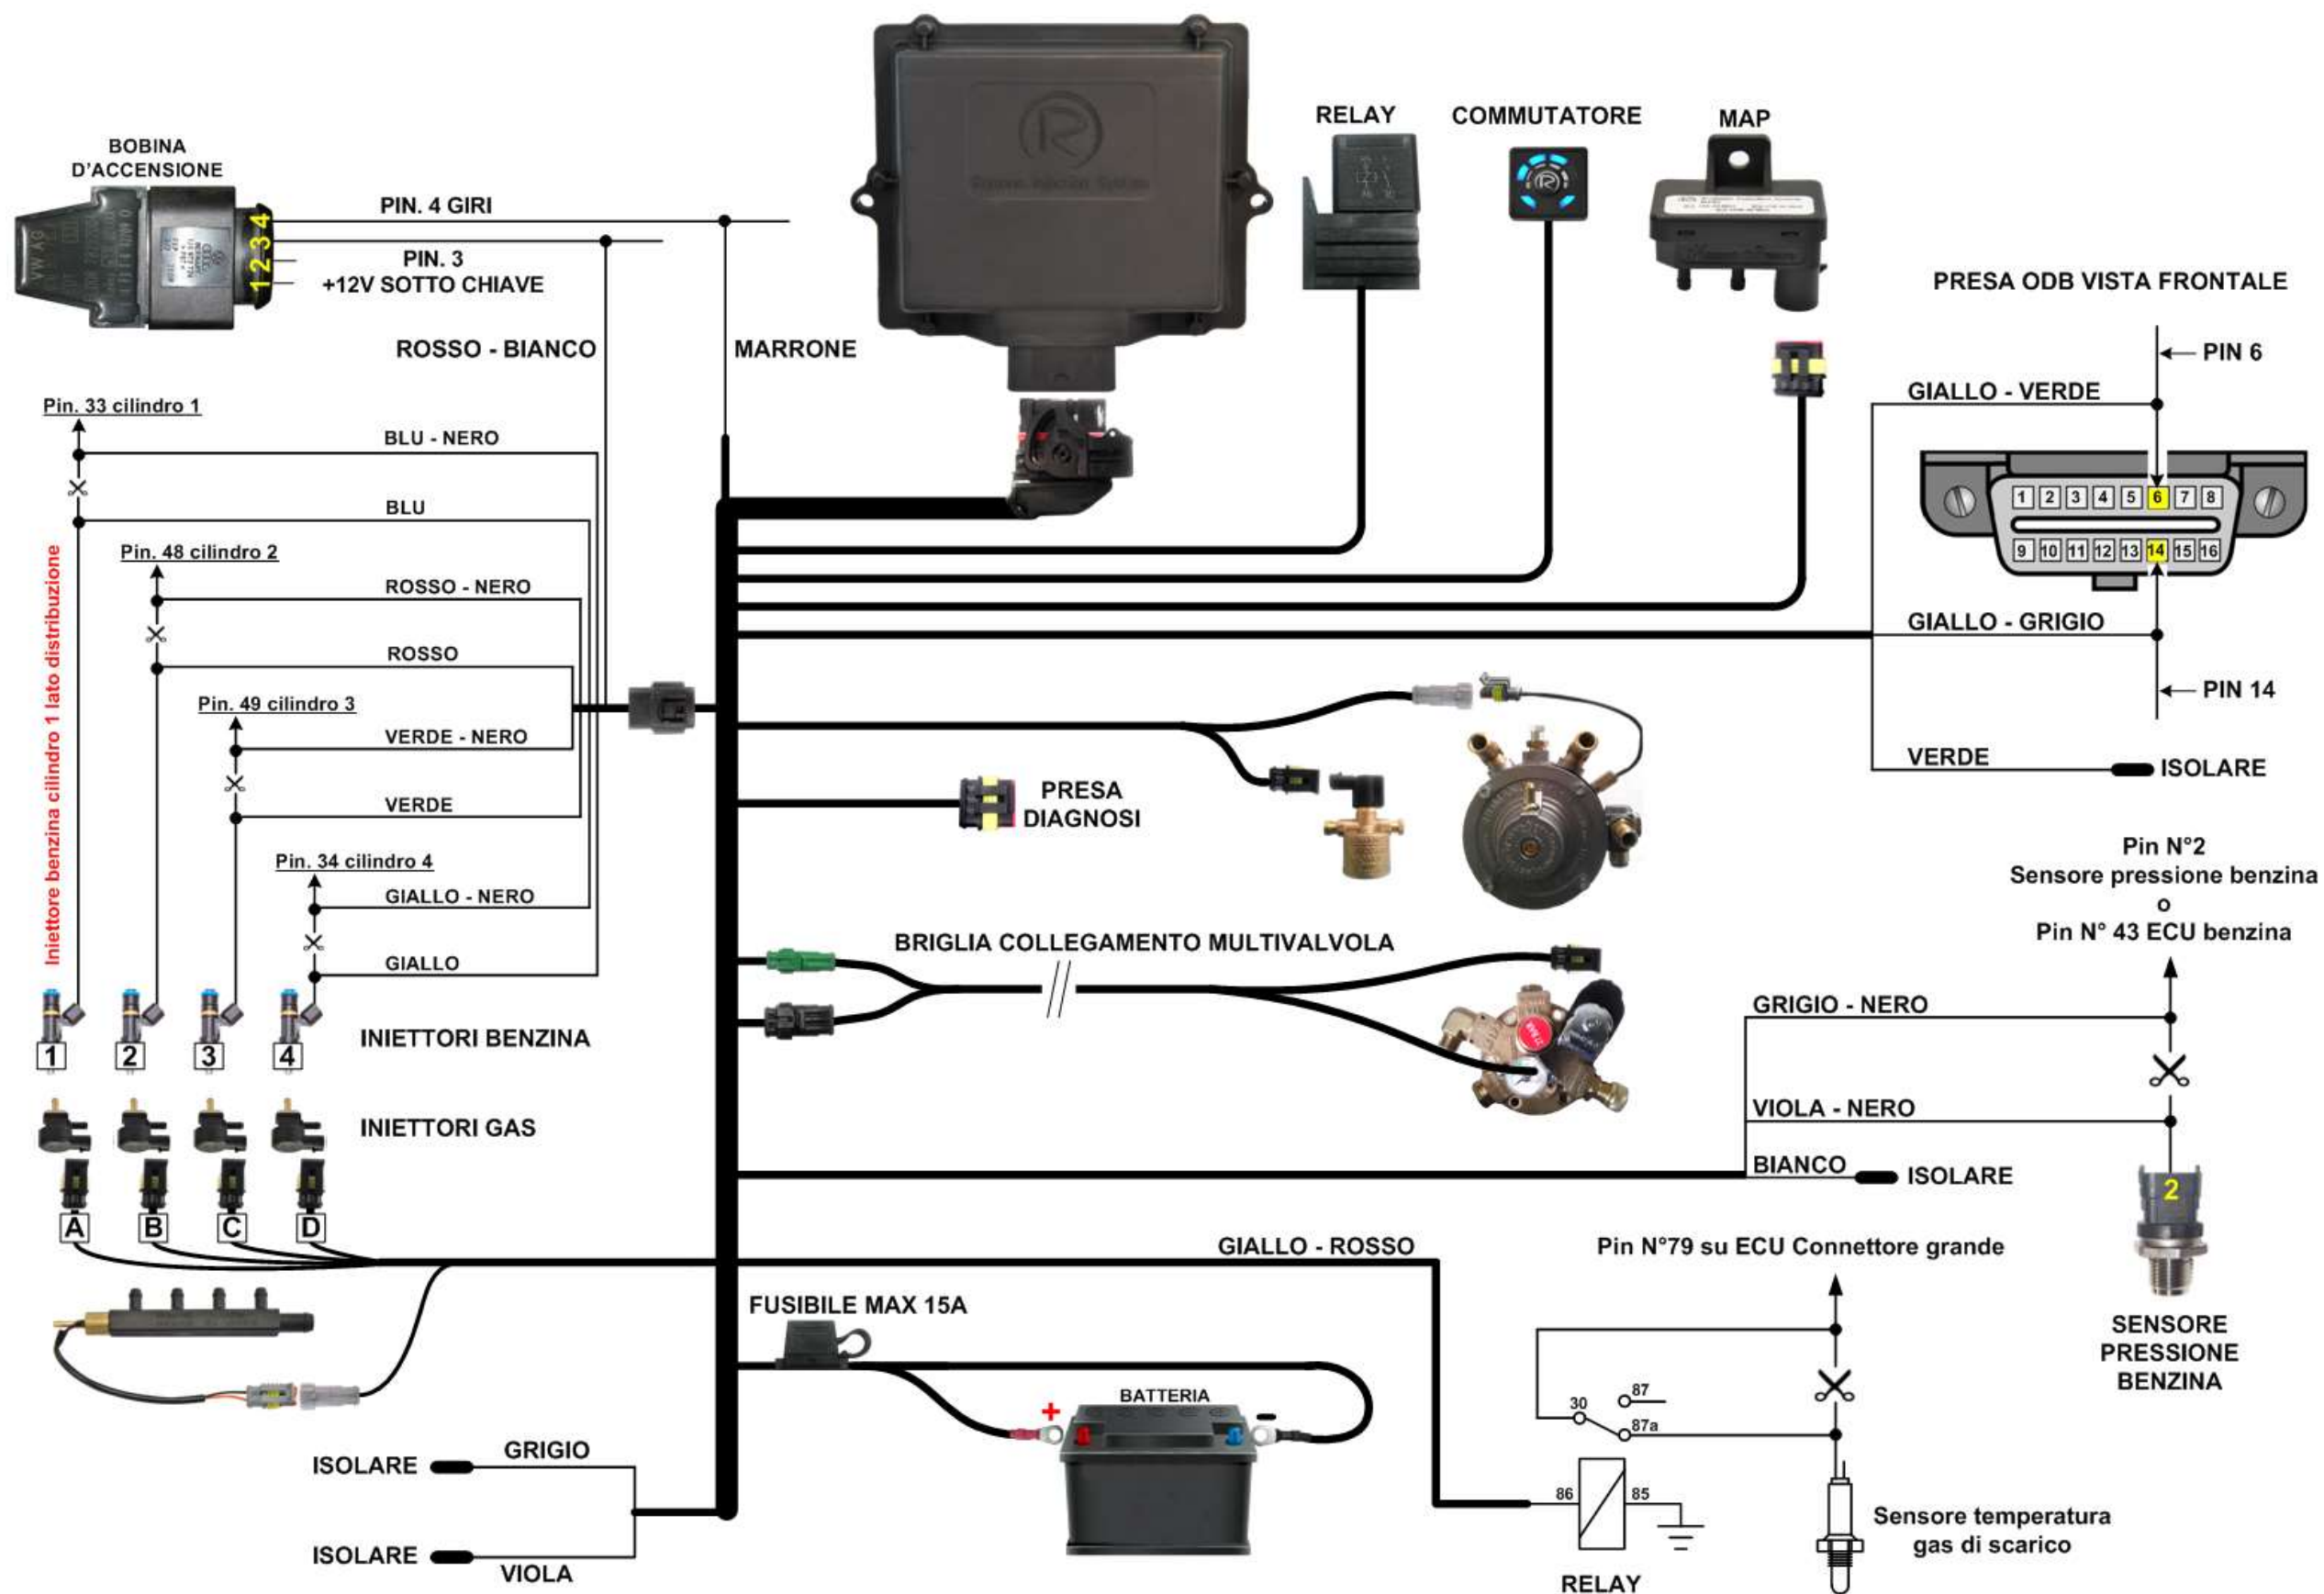 BOBINA
D'ACCENSIONE
VW AG
4
3
2
1
PIN. 4 GIRI
PIN. 3
+12V SOTTO CHIAVE
ROSSO - BIANCO
MARRONE
R
RELAY
COMMUTATORE
R
MAP
PRESA ODB VISTA FRONTALE
PIN 6
GIALLO - VERDE
1 2 3 4 5 6 7 8
9 10 11 12 13 14 15 16
GIALLO - GRIGIO
PIN 14
VERDE
ISOLARE
Pin. 33 cilindro 1
BLU - NERO
BLU
Pin. 48 cilindro 2
ROSSO - NERO
ROSSO
Pin. 49 cilindro 3
VERDE - NERO
VERDE
Pin. 34 cilindro 4
GIALLO - NERO
GIALLO
Iniettore benzina cilindro 1 lato distribuzione
1 2 3 4
INIETTORI BENZINA
INIETTORI GAS
A B C D
PRESA
DIAGNOSI
BRIGLIA COLLEGAMENTO MULTIVALVOLA
Pin N°2
Sensore pressione benzina
o
Pin N° 43 ECU benzina
GRIGIO - NERO
VIOLA - NERO
BIANCO
ISOLARE
2
SENSORE
PRESSIONE
BENZINA
GIALLO - ROSSO
Pin N°79 su ECU Connettore grande
FUSIBILE MAX 15A
BATTERIA
+
-
30
87
87a
86
85
RELAY
Sensore temperatura
gas di scarico
ISOLARE
GRIGIO
ISOLARE
VIOLA